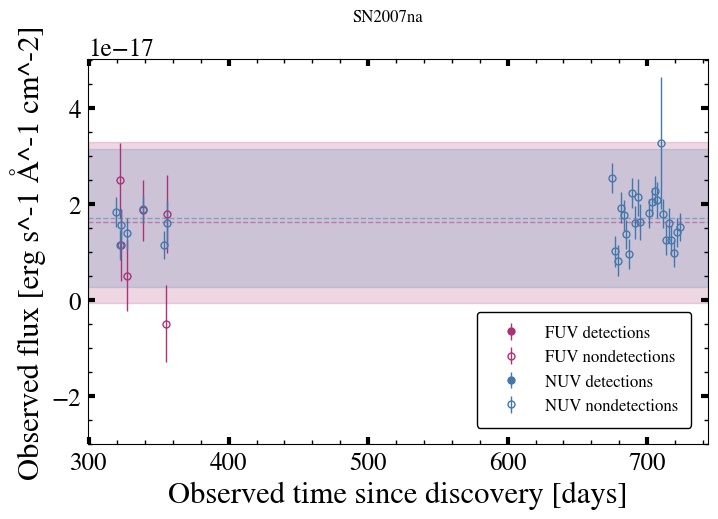 SN2007na
1e−17
Observed flux [erg s^-1 Å^-1 cm^-2]
4
2
0
−2
300 400 500 600 700
Observed time since discovery [days]
FUV detections
FUV nondetections
NUV detections
NUV nondetections